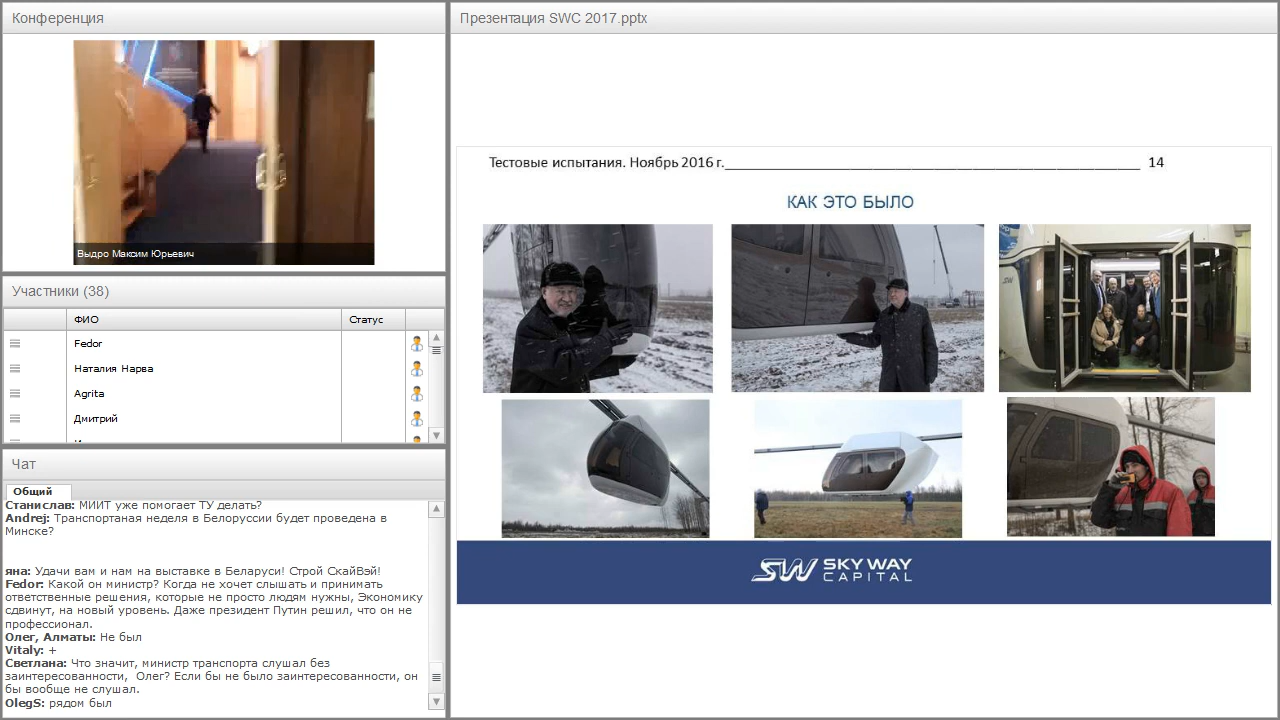 Конференция
Выдро Максим Юрьевич
Участники (38)
ФИО
Статус
Fedor
Наталия Нарва
Agrita
Дмитрий
Чат
Общий
Станислав: МИИТ уже помогает ТУ делать?
Andrej: Транспортаная неделя в Белоруссии будет проведена в
Минске?
яна: Удачи вам и нам на выставке в Беларуси! Строй СкайВэй!
Fedor: Какой он министр? Когда не хочет слышать и принимать
ответственные решения, которые не просто людям нужны, Экономику
сдвинут, на новый уровень. Даже президент Путин решил, что он не
профессионал.
Олег, Алматы: Не был
Vitaly: +
Светлана: Что значит, министр транспорта слушал без
заинтересованности, Олег? Если бы не было заинтересованности, он
бы вообще не слушал.
OlegS: рядом был
Презентация SWC 2017.pptx
Тестовые испытания. Ноябрь 2016 г. 14
КАК ЭТО БЫЛО
SW SKY WAY
CAPITAL